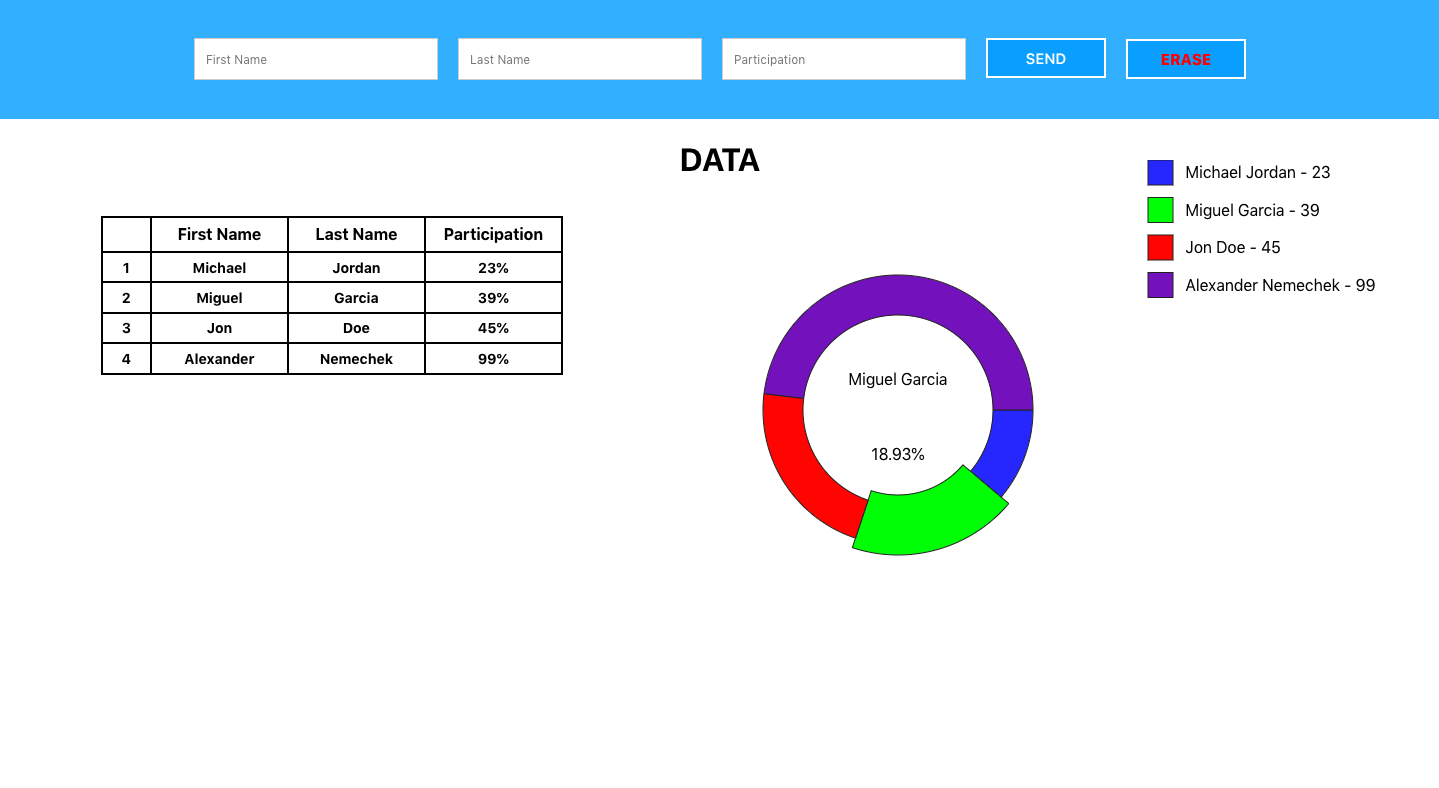 First Name Last Name Participation SEND ERASE
DATA
First Name Last Name Participation
1 Michael Jordan 23%
2 Miguel Garcia 39%
3 Jon Doe 45%
4 Alexander Nemechek 99%
Michael Jordan - 23
Miguel Garcia - 39
Jon Doe - 45
Alexander Nemechek - 99
Miguel Garcia
18.93%